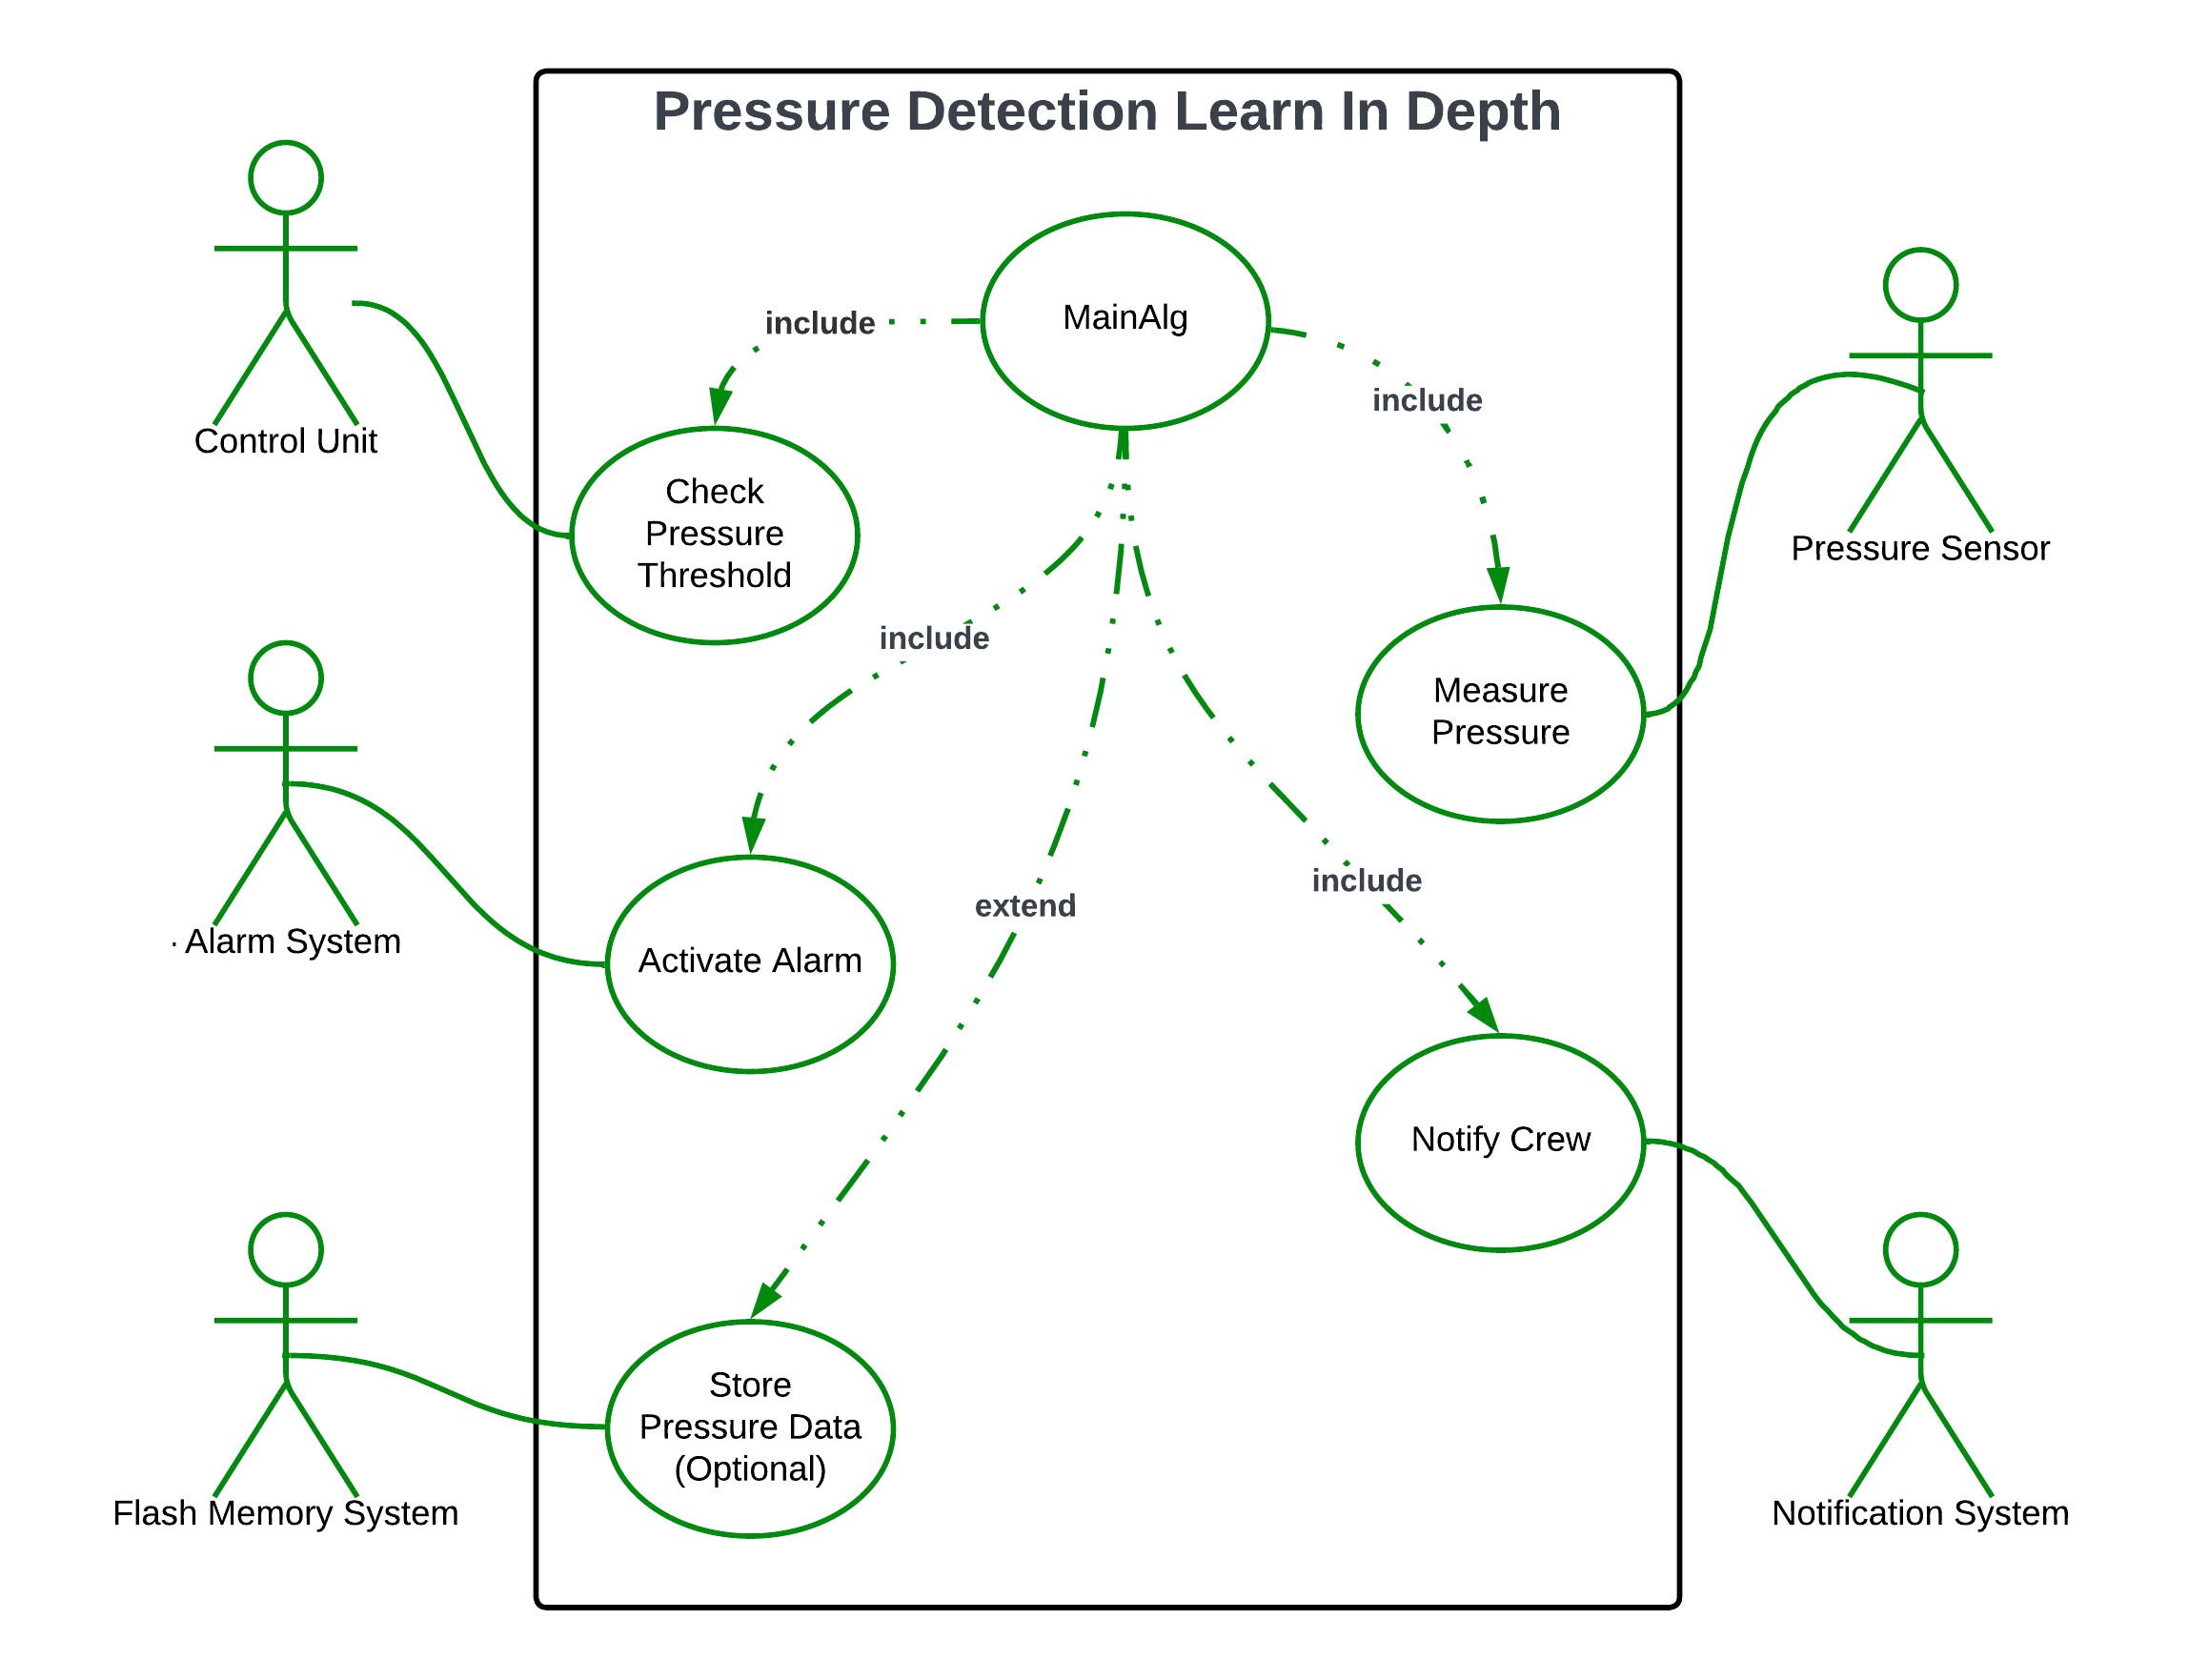 Pressure Detection Learn In Depth
MainAlg
include
include
Control Unit
Check
Pressure
Threshold
Pressure Sensor
include
Measure
Pressure
include
extend
· Alarm System
Activate Alarm
Notify Crew
Store
Pressure Data
(Optional)
Flash Memory System
Notification System